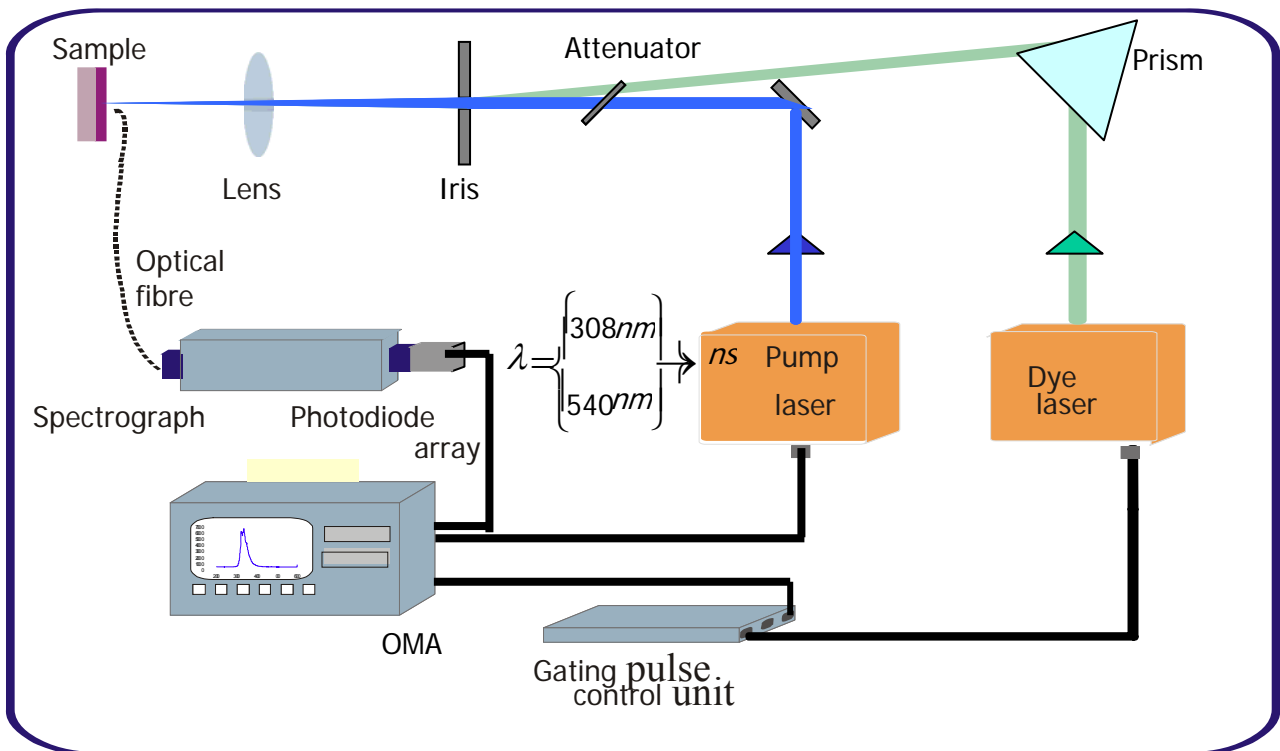 Sample
Attenuator
Prism
Lens
Iris
Optical
fibre
λ =
308nm
540nm
ns Pump
laser
Dye
laser
Spectrograph
Photodiode
array
OMA
Gating pulse
control unit